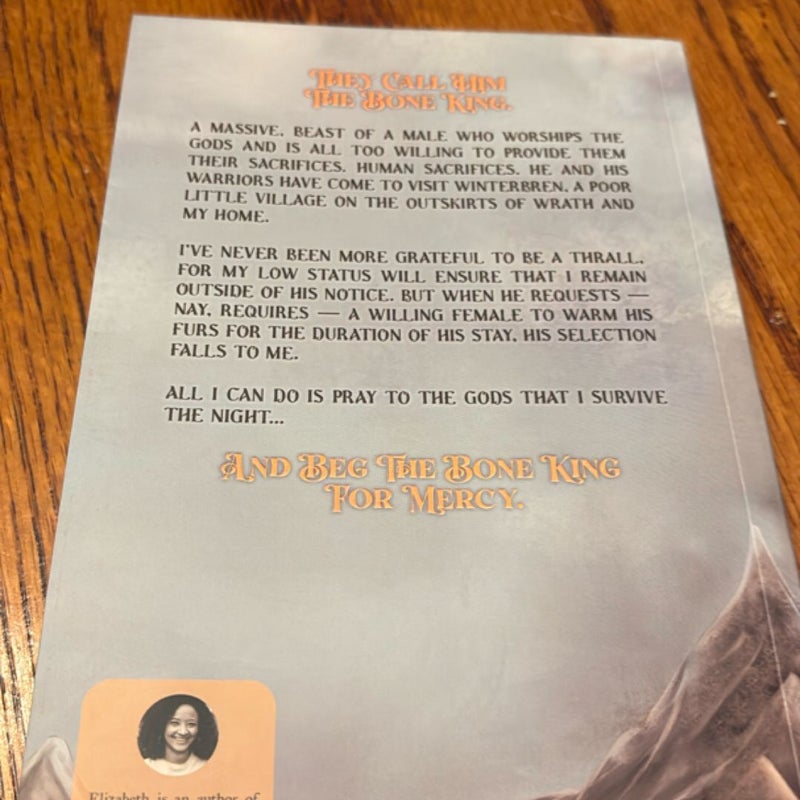 They Call Him
The Bone King.
A MASSIVE, BEAST OF A MALE WHO WORSHIPS THE
GODS AND IS ALL TOO WILLING TO PROVIDE THEM
THEIR SACRIFICES. HUMAN SACRIFICES. HE AND HIS
WARRIORS HAVE COME TO VISIT WINTERBREN, A POOR
LITTLE VILLAGE ON THE OUTSKIRTS OF WRATH AND
MY HOME.
I'VE NEVER BEEN MORE GRATEFUL TO BE A THRALL,
FOR MY LOW STATUS WILL ENSURE THAT I REMAIN
OUTSIDE OF HIS NOTICE. BUT WHEN HE REQUESTS —
NAY, REQUIRES — A WILLING FEMALE TO WARM HIS
FURS FOR THE DURATION OF HIS STAY, HIS SELECTION
FALLS TO ME.
ALL I CAN DO IS PRAY TO THE GODS THAT I SURVIVE
THE NIGHT...
And Beg The Bone King
For Mercy.
Elizabeth is an author of